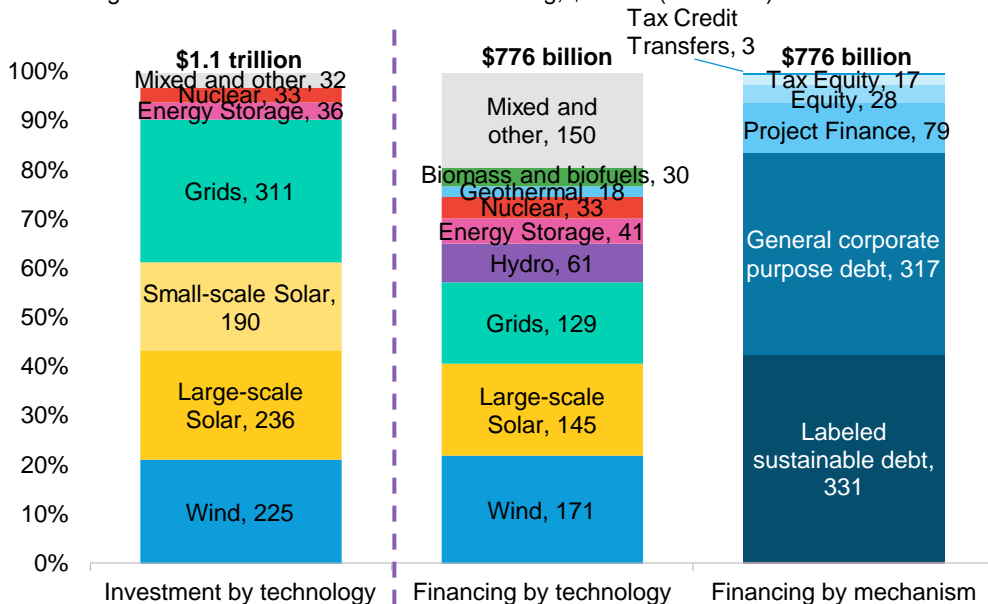 Tax Credit
Transfers, 3
$1.1 trillion
$776 billion
$776 billion
100%
90%
80%
70%
60%
50%
40%
30%
20%
10%
0%
Mixed and other, 32
Nuclear, 33
Energy Storage, 36
Grids, 311
Small-scale Solar,
190
Large-scale
Solar, 236
Wind, 225
Mixed and
other, 150
Biomass and biofuels, 30
Geothermal, 18
Nuclear, 33
Energy Storage, 41
Hydro, 61
Grids, 129
Large-scale
Solar, 145
Wind, 171
Tax Equity, 17
Equity, 28
Project Finance, 79
General corporate
purpose debt, 317
Labeled
sustainable debt,
331
Investment by technology
Financing by technology
Financing by mechanism